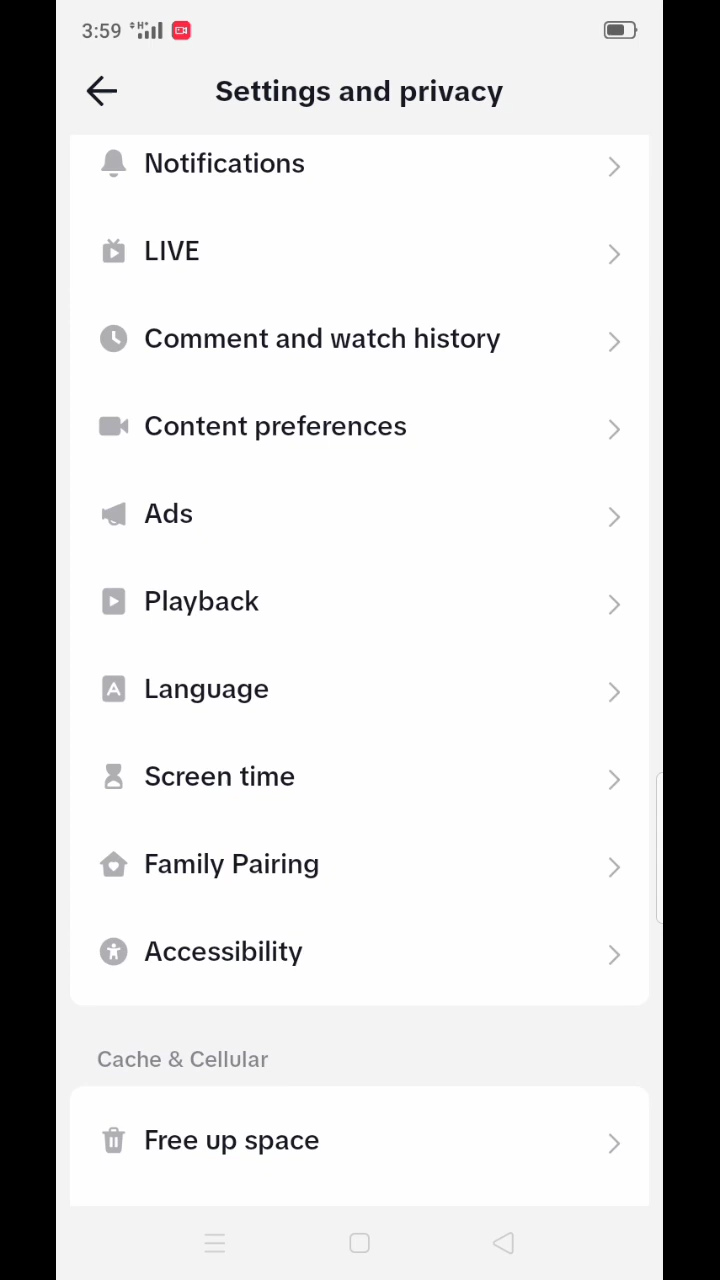 3:59
Settings and privacy
Notifications
LIVE
Comment and watch history
Content preferences
Ads
Playback
Language
Screen time
Family Pairing
Accessibility
Cache & Cellular
Free up space